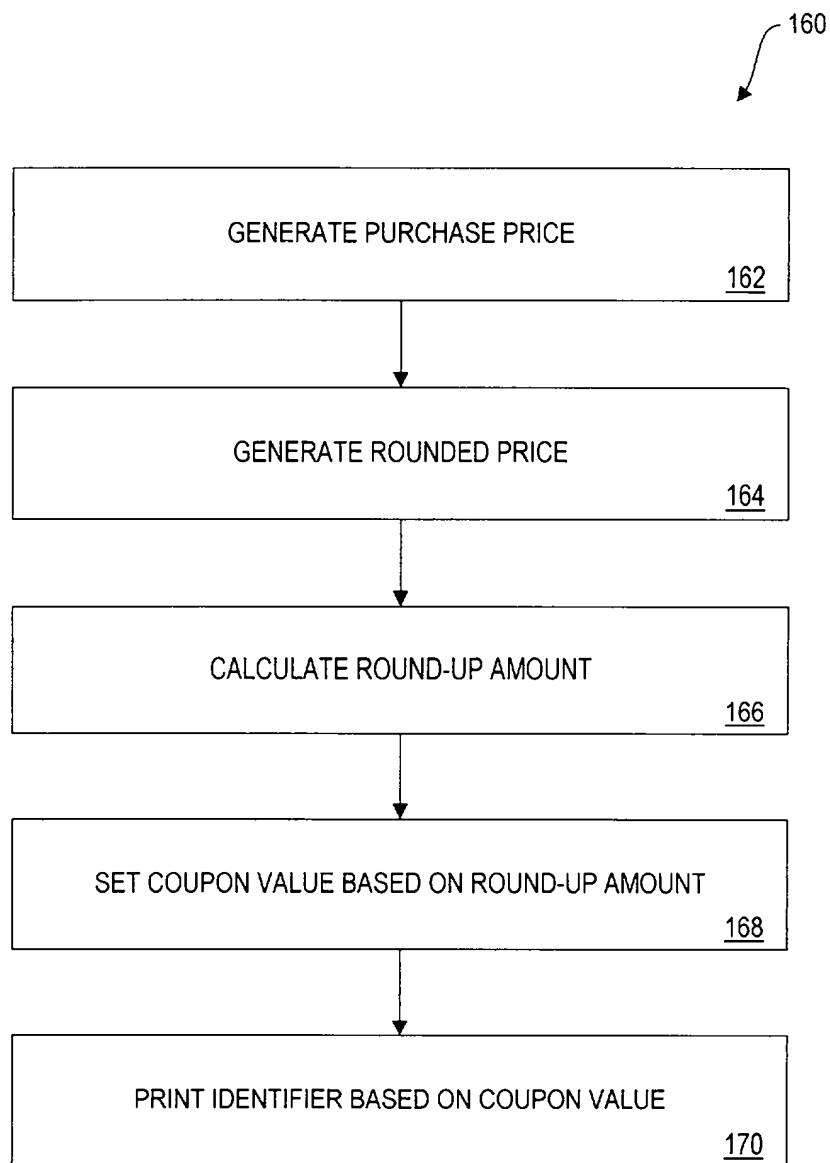 160
GENERATE PURCHASE PRICE
162
GENERATE ROUNDED PRICE
164
CALCULATE ROUND-UP AMOUNT
166
SET COUPON VALUE BASED ON ROUND-UP AMOUNT
168
PRINT IDENTIFIER BASED ON COUPON VALUE
170